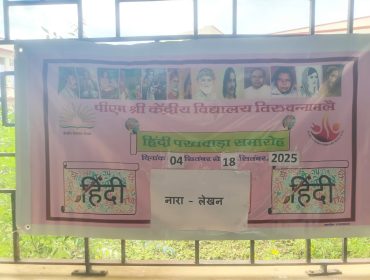 पीएम श्री केंद्रीय विद्यालय तिरुवन्नामलै
हिंदी पखवाड़ा समारोह
दिनांक 04 सितंबर से 18 सितंबर, 2025
हिंदी
हिंदी
नारा - लेखन